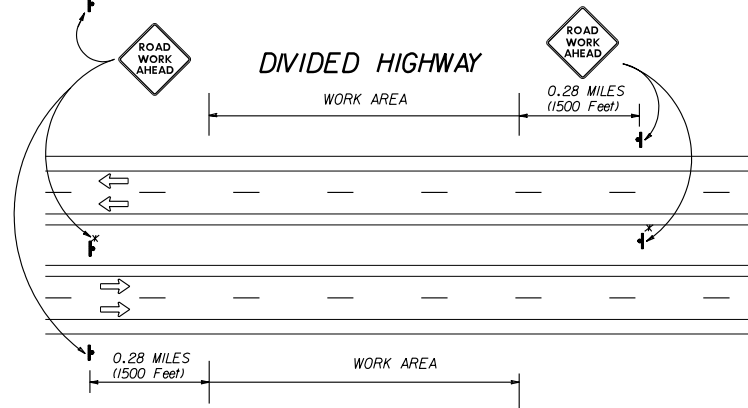 ROAD
WORK
AHEAD
DIVIDED HIGHWAY
ROAD
WORK
AHEAD
WORK AREA
0.28 MILES
(1500 Feet)
0.28 MILES
(1500 Feet)
WORK AREA